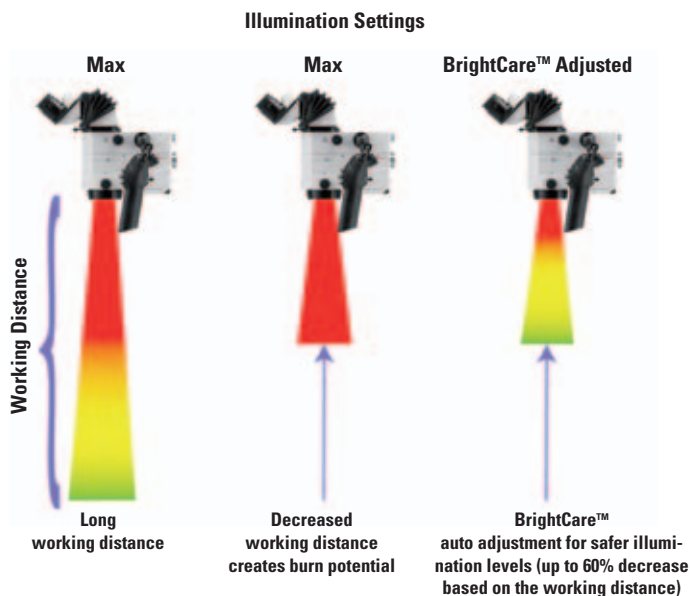 Illumination Settings
Max
Max
BrightCare™ Adjusted
Working Distance
Long
working distance
Decreased
working distance
creates burn potential
BrightCare™
auto adjustment for safer illumi-
nation levels (up to 60% decrease
based on the working distance)